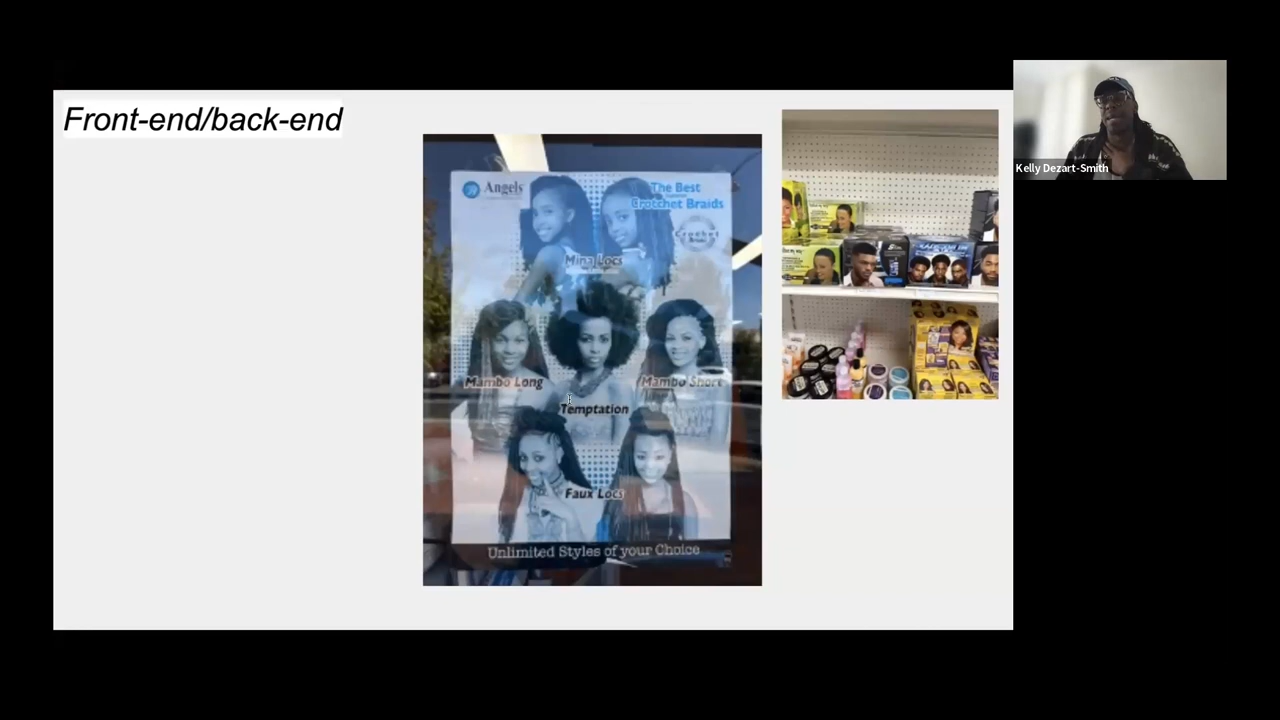 Front-end/back-end
Angels
The Best
Crotchet Braids
Crochet
Mina Locs
Mambo Long
Mambo Short
Temptation
Faux Locs
Unlimited Styles of your Choice
Kelly Dezart-Smith